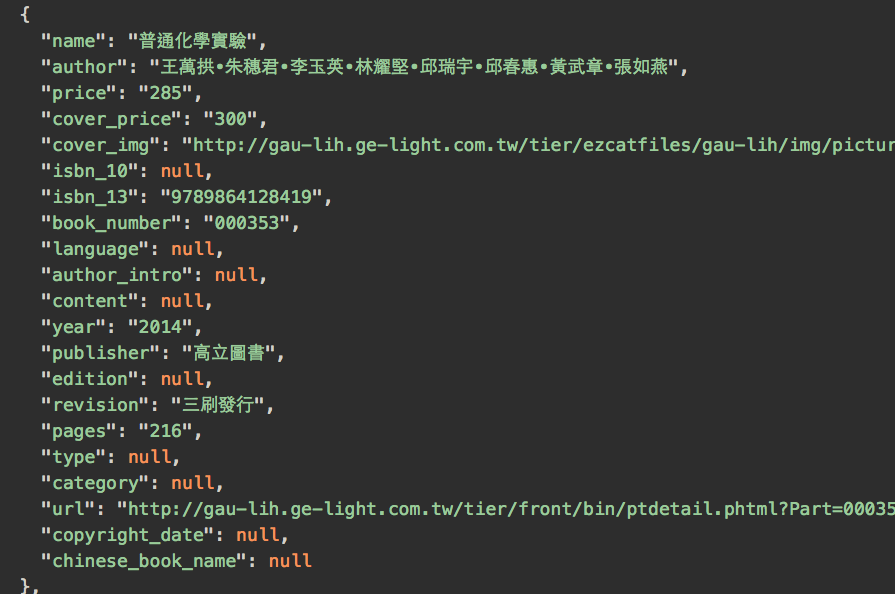 {
"name": "普通化學實驗",
"author": "王萬拱•朱穗君•李玉英•林耀堅•邱瑞宇•邱春惠•黃武章•張如燕",
"price": "285",
"cover_price": "300",
"cover_img": "http://gau-lih.ge-light.com.tw/tier/ezcatfiles/gau-lih/img/pictur
"isbn_10": null,
"isbn_13": "9789864128419",
"book_number": "000353",
"language": null,
"author_intro": null,
"content": null,
"year": "2014",
"publisher": "高立圖書",
"edition": null,
"revision": "三刷發行",
"pages": "216",
"type": null,
"category": null,
"url": "http://gau-lih.ge-light.com.tw/tier/front/bin/ptdetail.phtml?Part=00035
"copyright_date": null,
"chinese_book_name": null
},